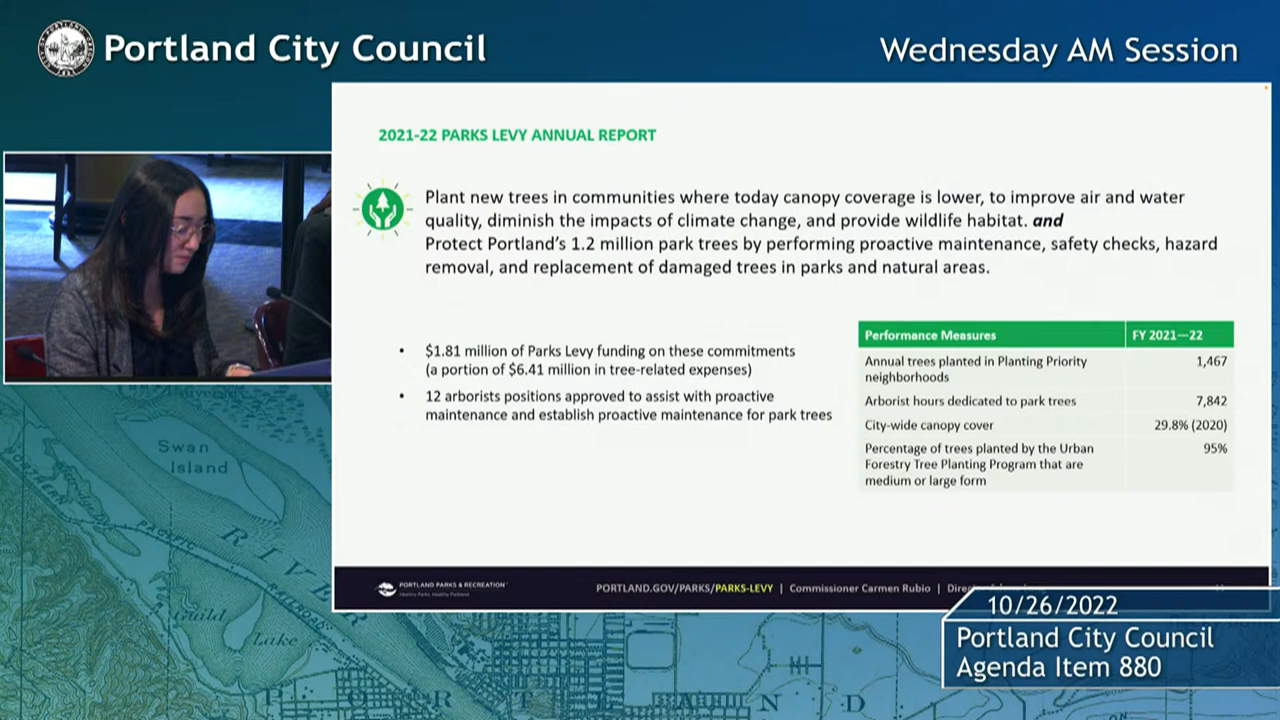 Portland City Council
Wednesday AM Session
2021-22 PARKS LEVY ANNUAL REPORT
Plant new trees in communities where today canopy coverage is lower, to improve air and water
quality, diminish the impacts of climate change, and provide wildlife habitat. and
Protect Portland's 1.2 million park trees by performing proactive maintenance, safety checks, hazard
removal, and replacement of damaged trees in parks and natural areas.
• $1.81 million of Parks Levy funding on these commitments
(a portion of $6.41 million in tree-related expenses)
• 12 arborists positions approved to assist with proactive
maintenance and establish proactive maintenance for park trees
Performance Measures FY 2021—22
Annual trees planted in Planting Priority 1,467
neighborhoods
Arborist hours dedicated to park trees 7,842
City-wide canopy cover 29.8% (2020)
Percentage of trees planted by the Urban 95%
Forestry Tree Planting Program that are
medium or large form
Swan
Island
NORTHERN
PACIFIC
RIVER
RAILROAD
Guild
Lake
PORTLAND
PORTLAND PARKS & RECREATION
Healthy Parks, Healthy Portland
PORTLAND.GOV/PARKS/PARKS-LEVY | Commissioner Carmen Rubio |
10/26/2022
Portland City Council
Agenda Item 880